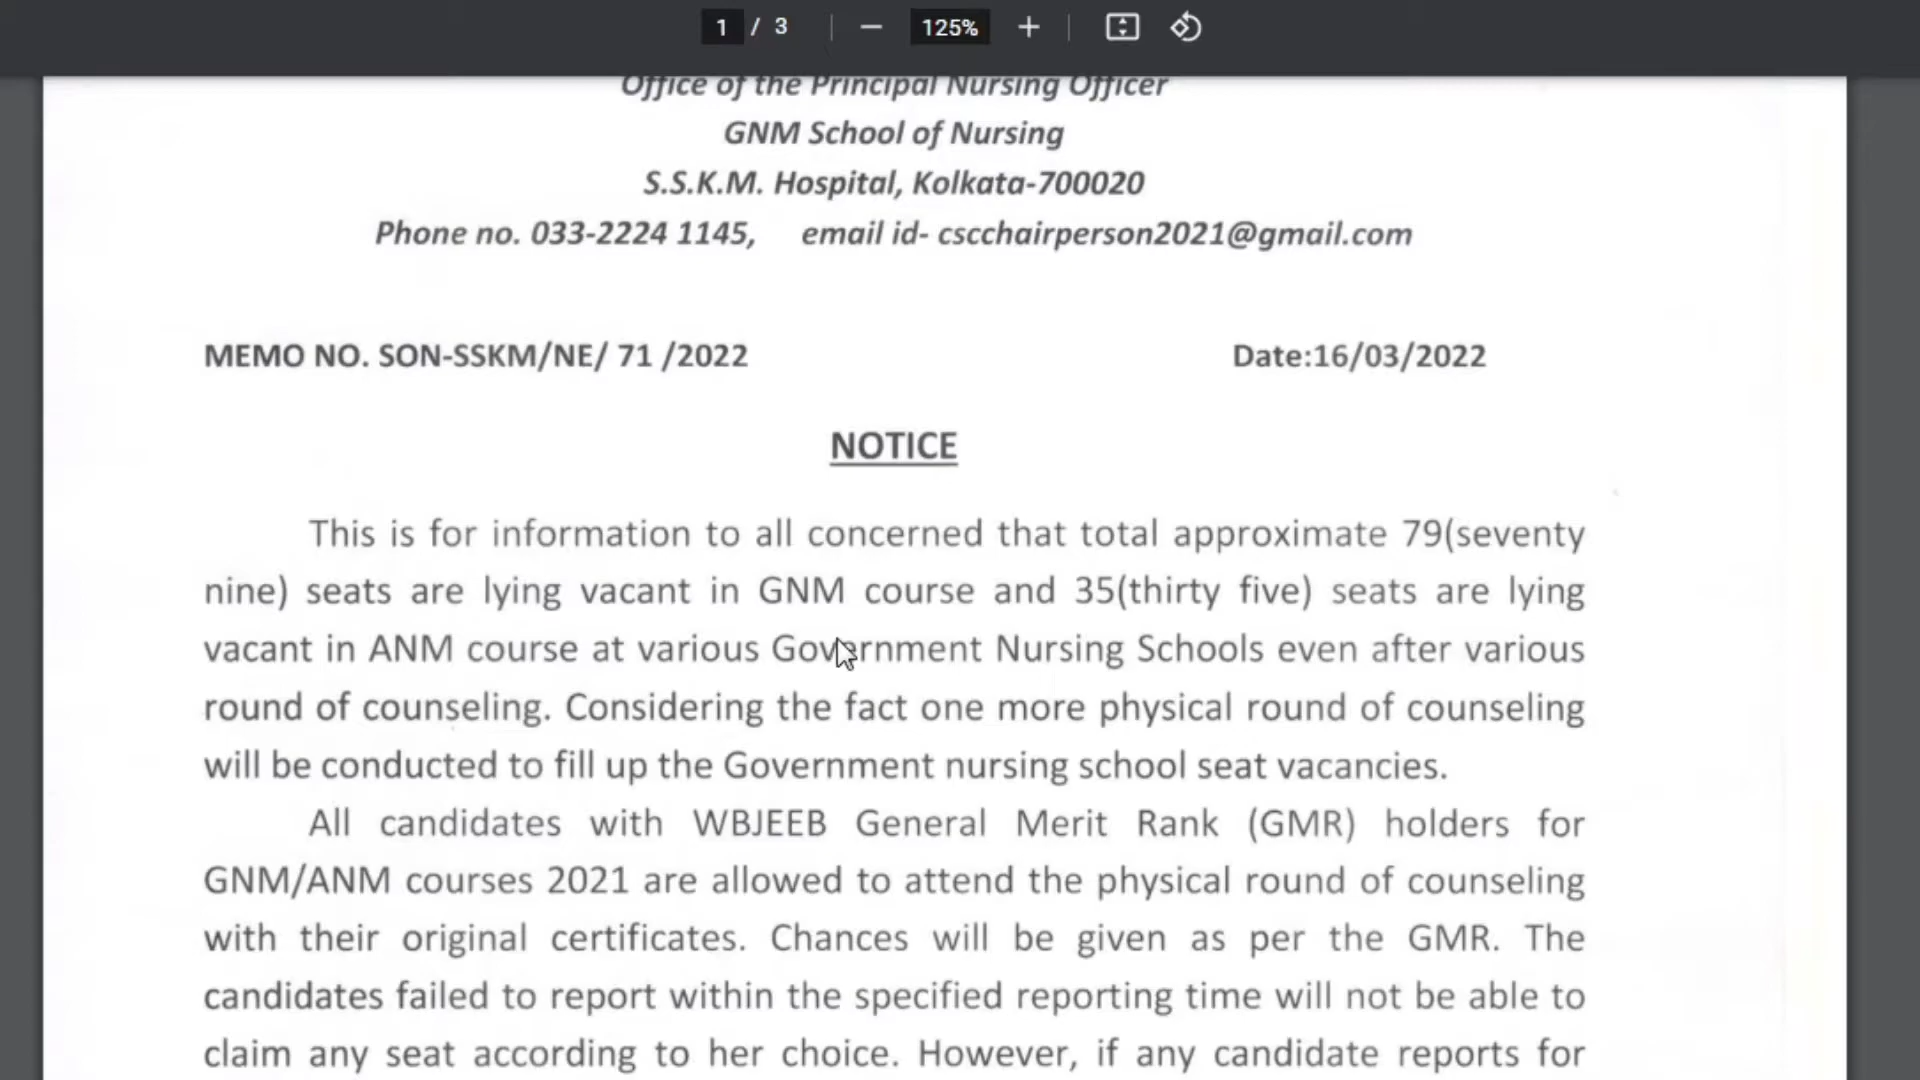 1 / 3 125%
Office of the Principal Nursing Officer
GNM School of Nursing
S.S.K.M. Hospital, Kolkata-700020
Phone no. 033-2224 1145, email id- cscchairperson2021@gmail.com
MEMO NO. SON-SSKM/NE/ 71 /2022 Date:16/03/2022
NOTICE
This is for information to all concerned that total approximate 79(seventy
nine) seats are lying vacant in GNM course and 35(thirty five) seats are lying
vacant in ANM course at various Government Nursing Schools even after various
round of counseling. Considering the fact one more physical round of counseling
will be conducted to fill up the Government nursing school seat vacancies.
All candidates with WBJEEB General Merit Rank (GMR) holders for
GNM/ANM courses 2021 are allowed to attend the physical round of counseling
with their original certificates. Chances will be given as per the GMR. The
candidates failed to report within the specified reporting time will not be able to
claim any seat according to her choice. However, if any candidate reports for